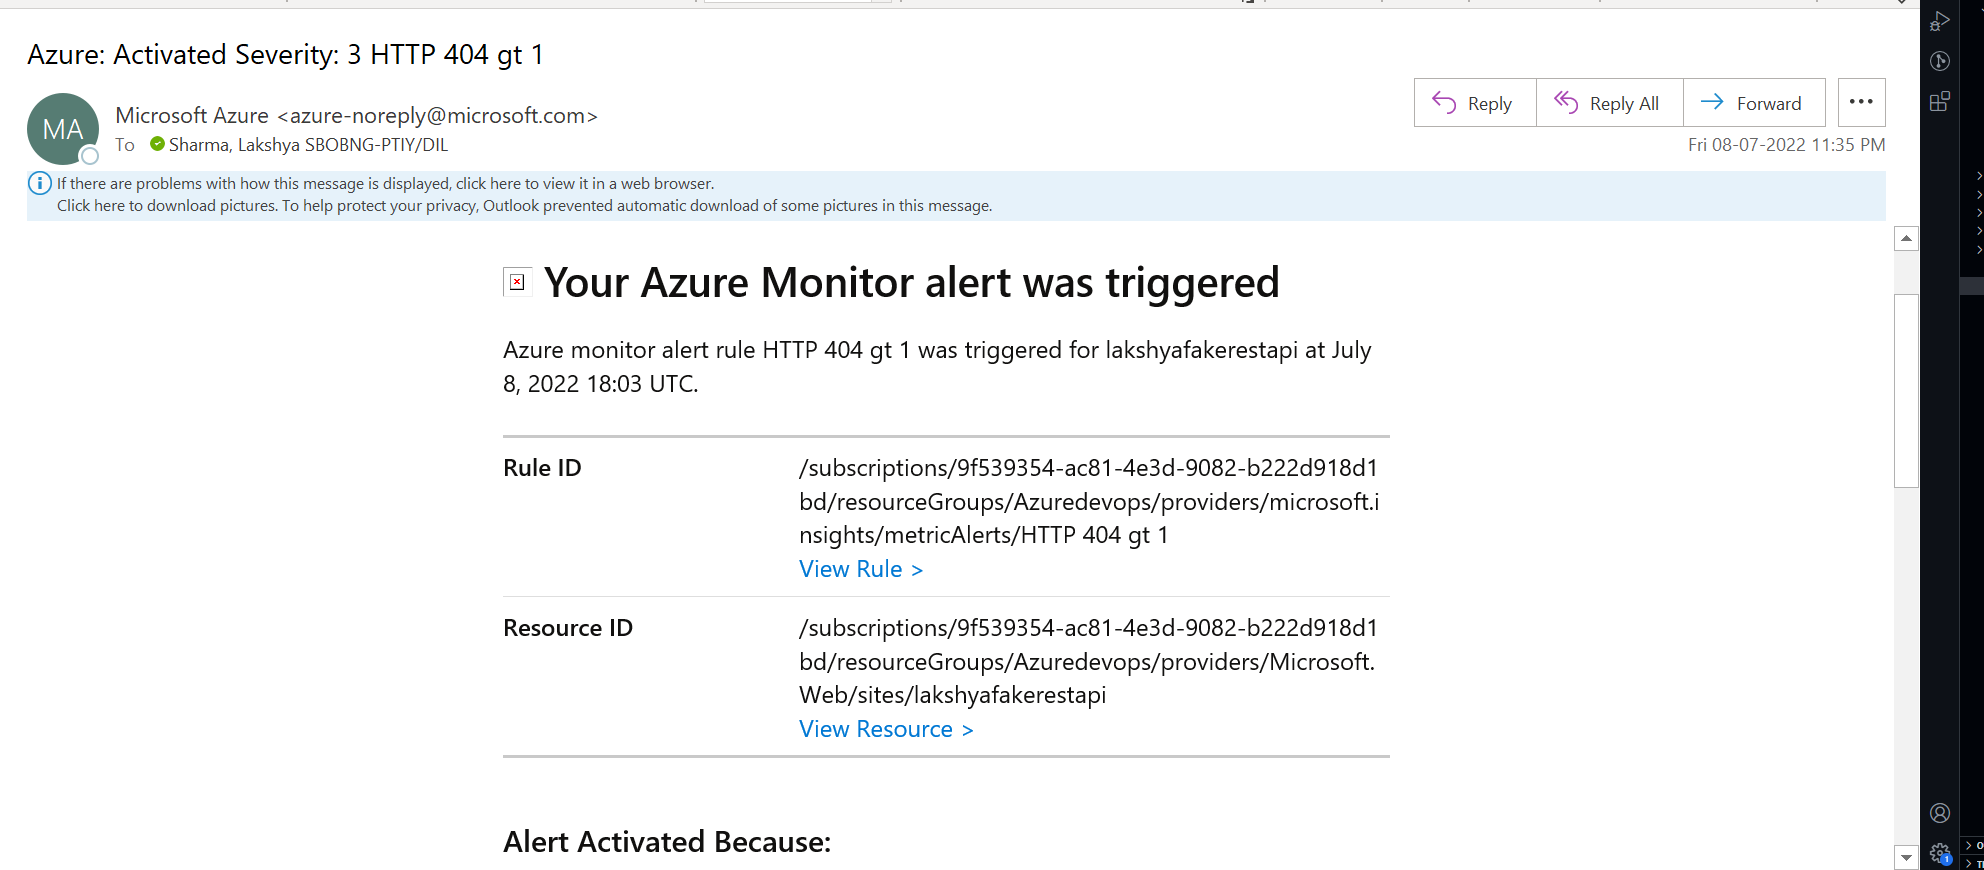 Azure: Activated Severity: 3 HTTP 404 gt 1
MA
Microsoft Azure <azure-noreply@microsoft.com>
To Sharma, Lakshya SBOBNG-PTIY/DIL
Reply
Reply All
Forward
Fri 08-07-2022 11:35 PM
If there are problems with how this message is displayed, click here to view it in a web browser.
Click here to download pictures. To help protect your privacy, Outlook prevented automatic download of some pictures in this message.
Your Azure Monitor alert was triggered
Azure monitor alert rule HTTP 404 gt 1 was triggered for lakshyafakerestapi at July
8, 2022 18:03 UTC.
Rule ID
/subscriptions/9f539354-ac81-4e3d-9082-b222d918d1
bd/resourceGroups/Azuredevops/providers/microsoft.i
nsights/metricAlerts/HTTP 404 gt 1
View Rule >
Resource ID
/subscriptions/9f539354-ac81-4e3d-9082-b222d918d1
bd/resourceGroups/Azuredevops/providers/Microsoft.
Web/sites/lakshyafakerestapi
View Resource >
Alert Activated Because:
1